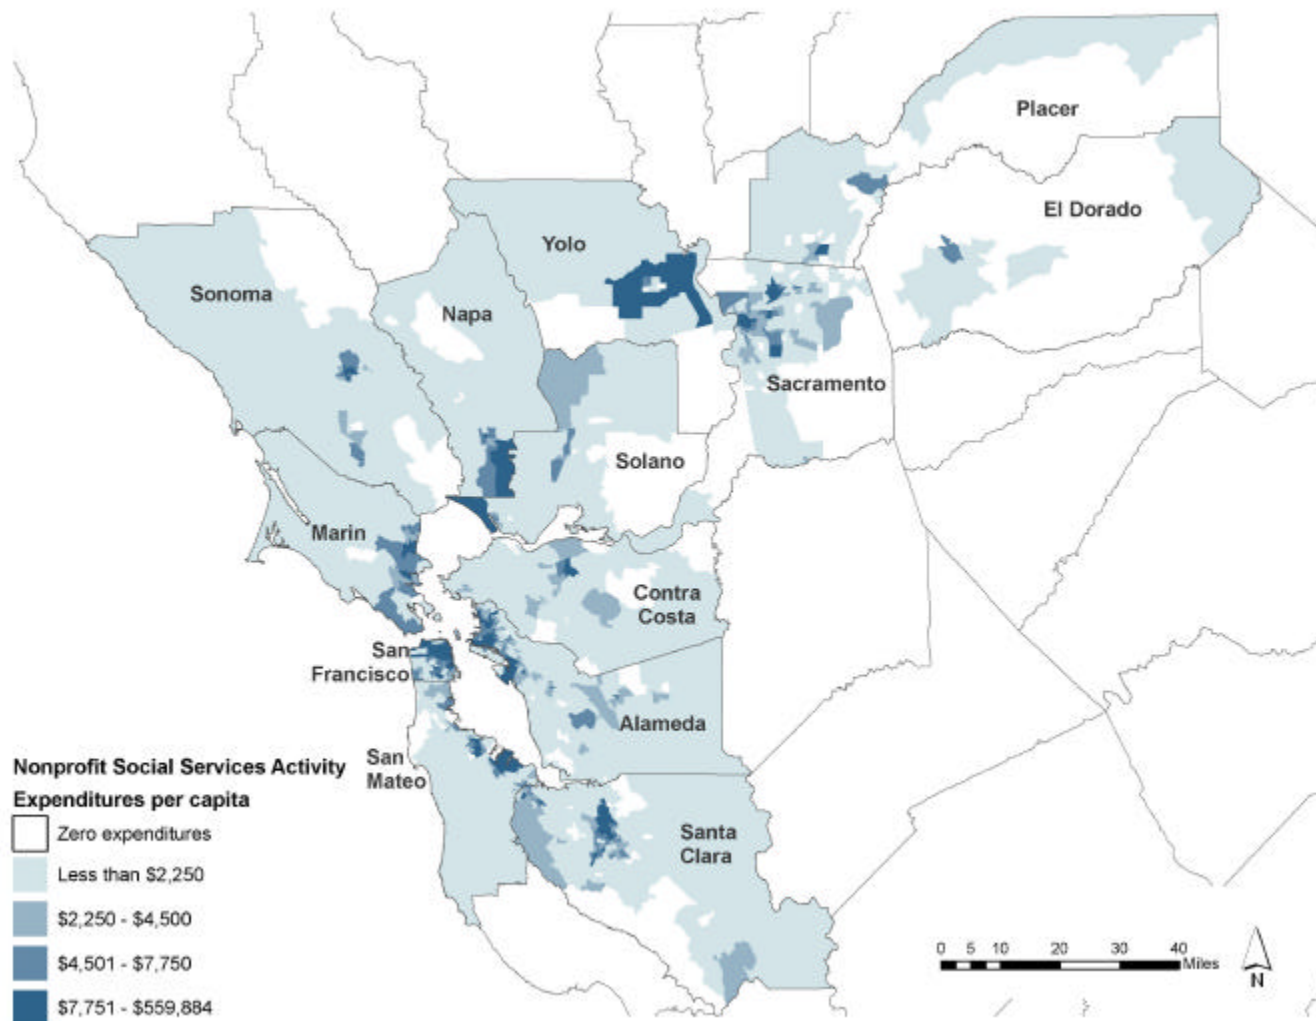 Placer
El Dorado
Yolo
Sonoma
Napa
Sacramento
Solano
Marin
Contra
Costa
San
Francisco
Alameda
San
Mateo
Santa
Clara
Nonprofit Social Services Activity
Expenditures per capita
Zero expenditures
Less than $2,250
$2,250 - $4,500
$4,501 - $7,750
$7,751 - $559,884
0 5 10 20 30 40
Miles
N